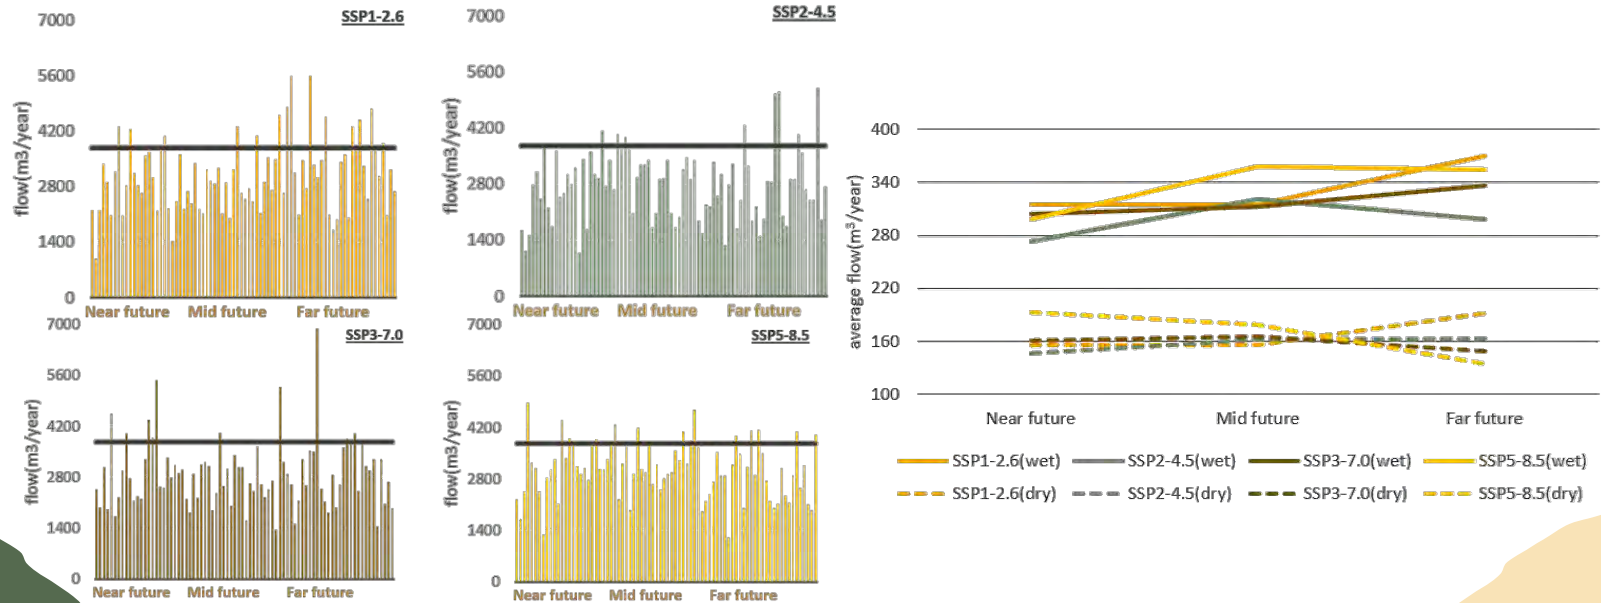 SSP1-2.6
7000
5600
4200
2800
1400
0
flow(m3/year)
Near future Mid future Far future
SSP2-4.5
7000
5600
4200
2800
1400
0
flow(m3/year)
Near future Mid future Far future
SSP3-7.0
7000
5600
4200
2800
1400
0
flow(m3/year)
Near future Mid future Far future
SSP5-8.5
7000
5600
4200
2800
1400
0
flow(m3/year)
Near future Mid future Far future
400
340
280
220
160
100
average flow(m³/year)
Near future Mid future Far future
SSP1-2.6(wet) SSP2-4.5(wet) SSP3-7.0(wet) SSP5-8.5(wet)
SSP1-2.6(dry) SSP2-4.5(dry) SSP3-7.0(dry) SSP5-8.5(dry)